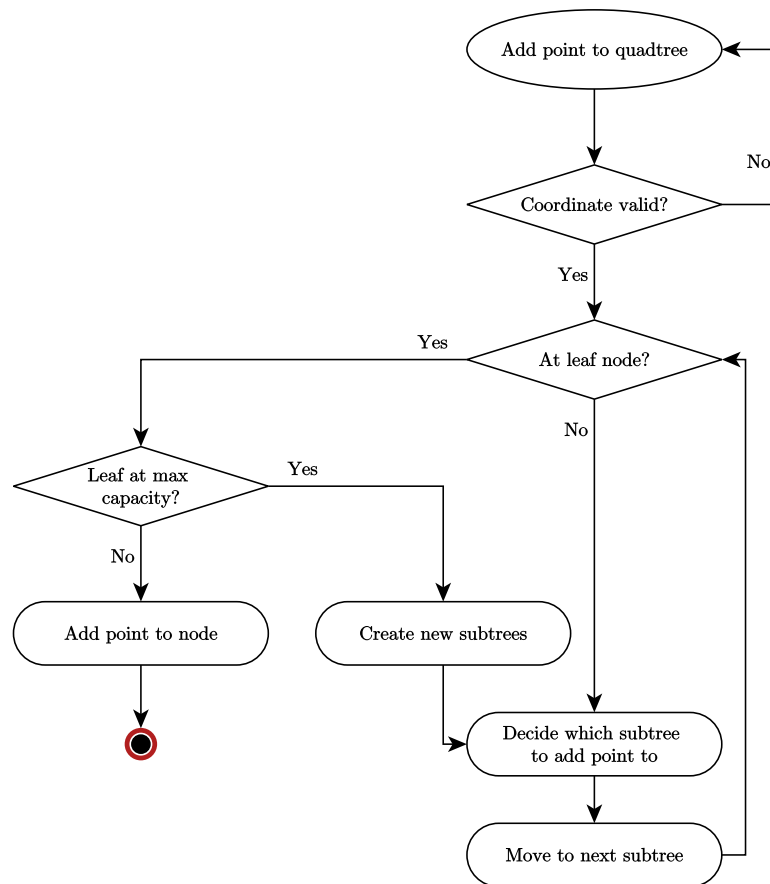 Add point to quadtree
No
Coordinate valid?
Yes
Yes
At leaf node?
No
Leaf at max
capacity?
Yes
No
Add point to node
Create new subtrees
Decide which subtree
to add point to
Move to next subtree